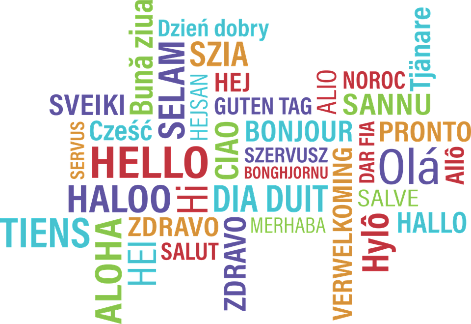 Bună ziua
Dzień dobry
Tjänare
SELAM
SZIA
HEJ
ALIO
NOROC
SVEIKI
HEJSAN
GUTEN TAG
SANNU
SERVUS
Cześć
CIAO
BONJOUR
DAR FIA
PRONTO
HELLO
SZERVUSZ
BONGHJORNU
Olá
Allô
HALOO
Hi
DIA DUIT
VERWELKOMING
SALVE
TIENS
ALOHA
HEI
ZDRAVO
SALUT
ZDRAVO
MERHABA
Hylô
HALLO